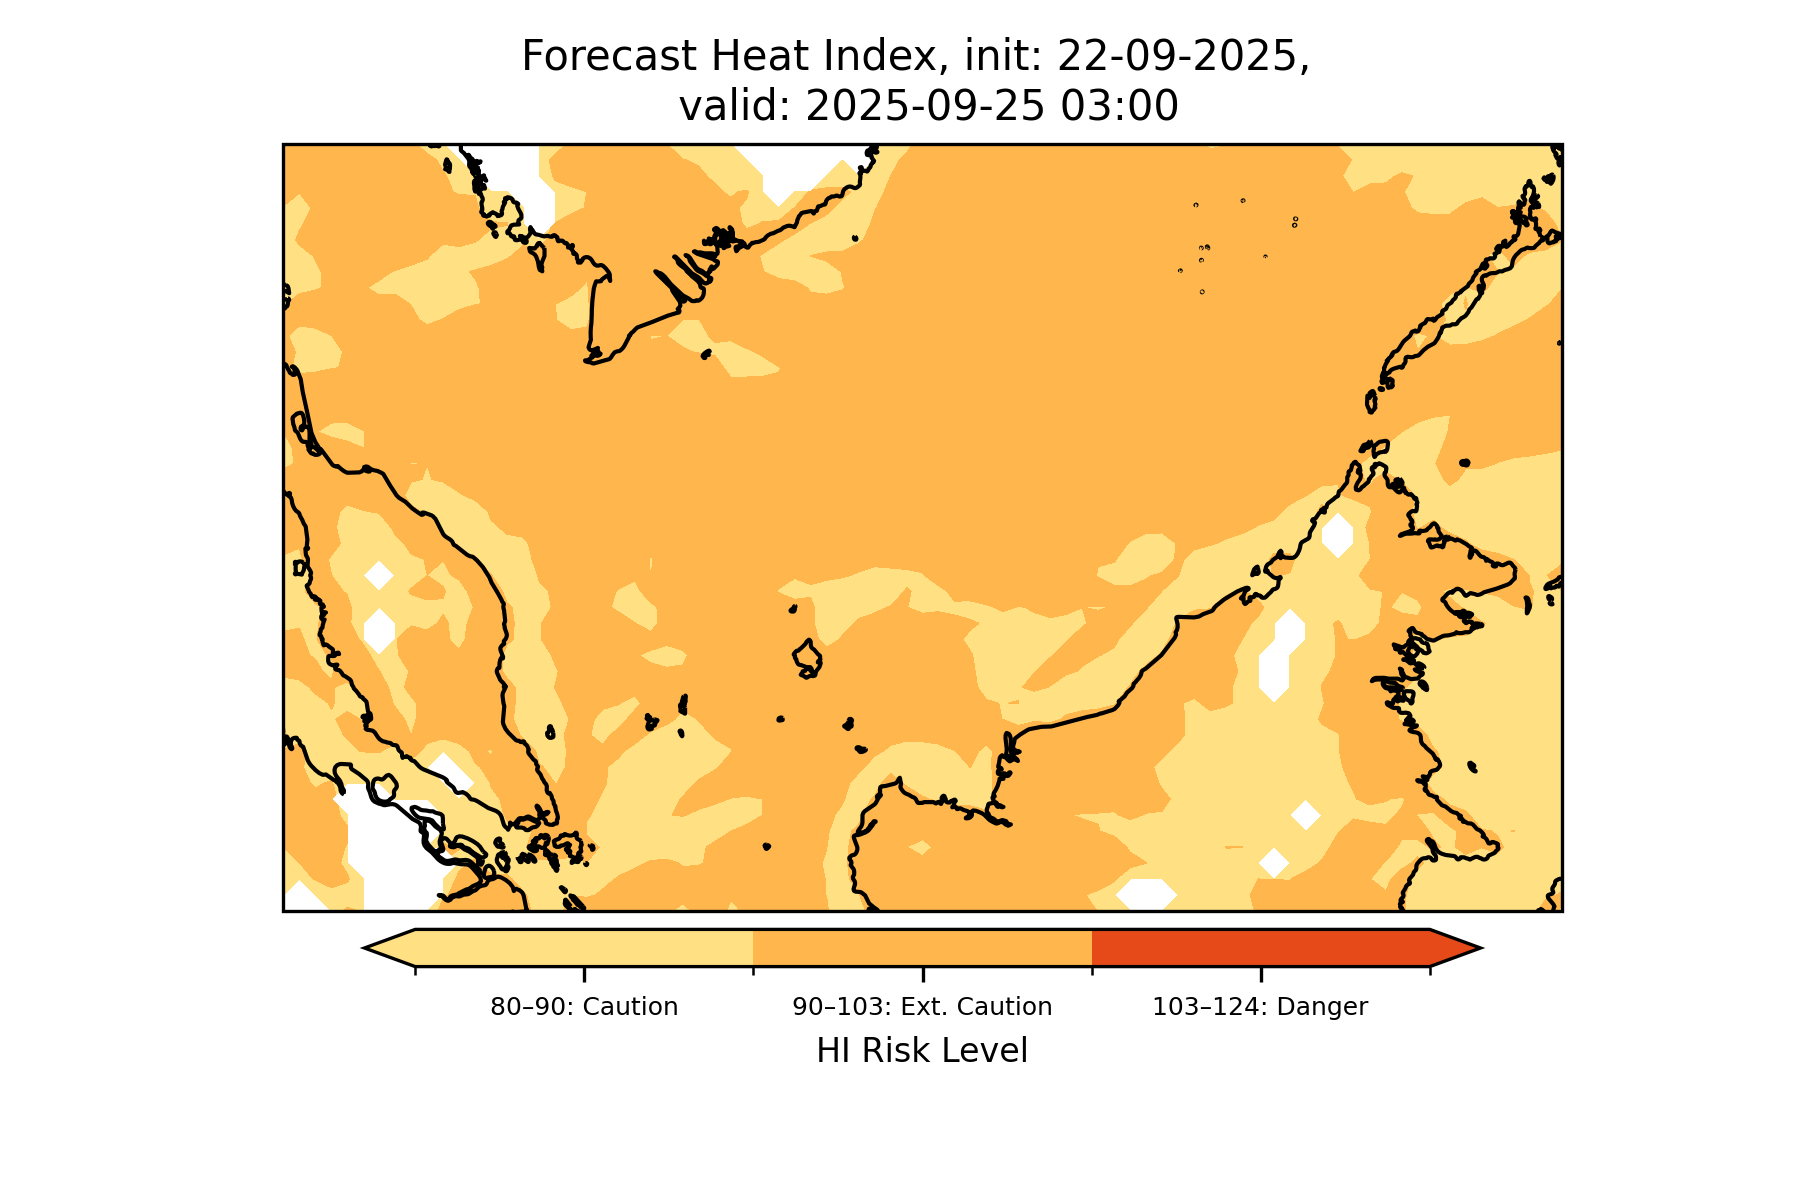 Forecast Heat Index, init: 22-09-2025,
valid: 2025-09-25 03:00
80–90: Caution
90–103: Ext. Caution
103–124: Danger
HI Risk Level